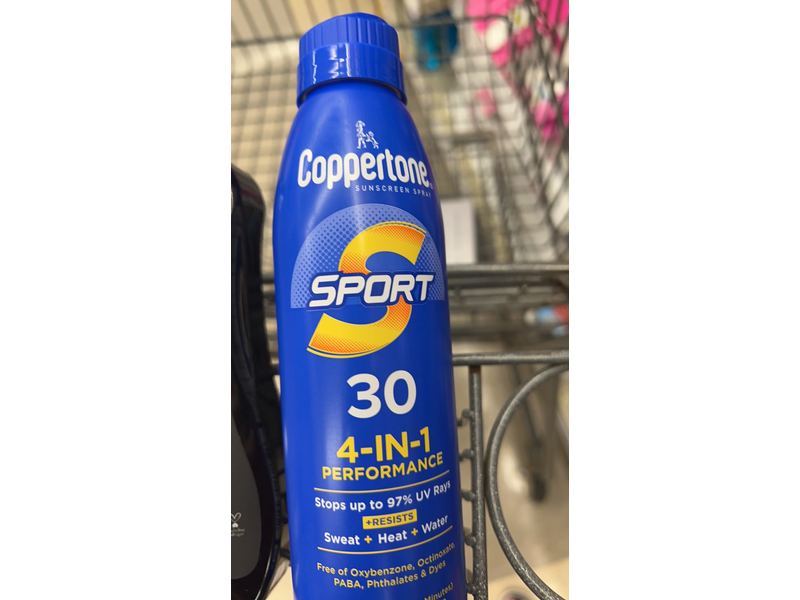 Coppertone
SUNSCREEN SPRAY
SPORT
30
4-IN-1
PERFORMANCE
Stops up to 97% UV Rays
+RESISTS
Sweat + Heat + Water
Free of Oxybenzone, Octinoxate,
PABA, Phthalates & Dyes
Minutes)